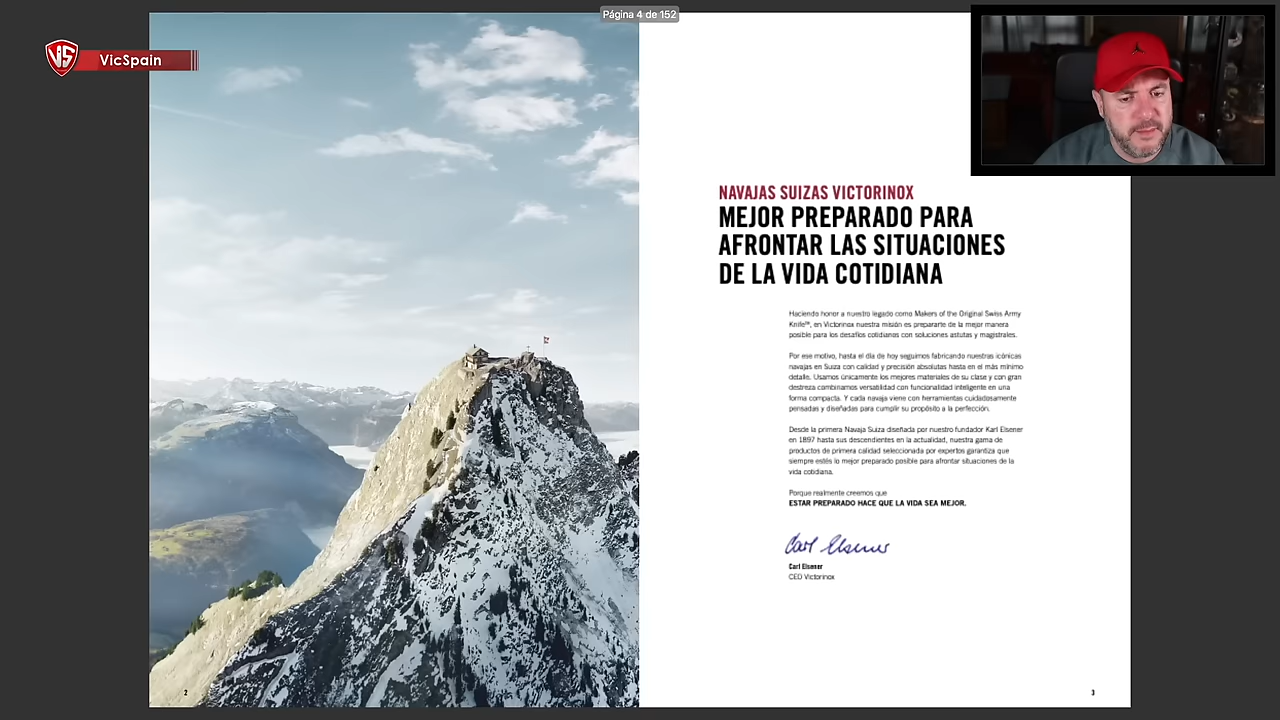 Página 4 de 152
VS VicSpain
NAVAJAS SUIZAS VICTORINOX
MEJOR PREPARADO PARA
AFRONTAR LAS SITUACIONES
DE LA VIDA COTIDIANA
Haciendo honor a nuestro legado como Makers of the Original Swiss Army
Knife™, en Victorinox nuestra misión es prepararte de la mejor manera
posible para los desafíos cotidianos con soluciones astutas y magistrales.
Por ese motivo, hasta el día de hoy seguimos fabricando nuestras icónicas
navajas en Suiza con calidad y precisión absolutas hasta en el más mínimo
detalle. Usamos únicamente los mejores materiales de su clase y con gran
destreza combinamos versatilidad con funcionalidad inteligente en una
forma compacta. Y cada navaja viene con herramientas cuidadosamente
pensadas y diseñadas para cumplir su propósito a la perfección.
Desde la primera Navaja Suiza diseñada por nuestro fundador Karl Elsener
en 1897 hasta sus descendientes en la actualidad, nuestra gama de
productos de primera calidad seleccionada por expertos garantiza que
siempre estés lo mejor preparado posible para afrontar situaciones de la
vida cotidiana.
Porque realmente creemos que
ESTAR PREPARADO HACE QUE LA VIDA SEA MEJOR.
Carl Elsener
Carl Elsener
CEO Victorinox
2
3